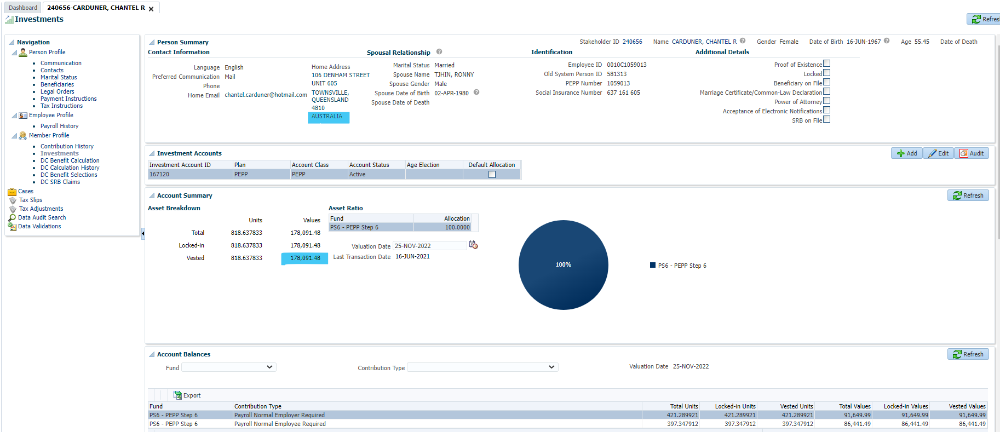 Dashboard
240656-CARDUNER, CHANTEL R
Investments
Refres
Navigation
Person Profile
Communication
Contacts
Marital Status
Beneficiaries
Legal Orders
Payment Instructions
Tax Instructions
Employee Profile
Payroll History
Member Profile
Contribution History
Investments
DC Benefit Calculation
DC Calculation History
DC Benefit Selections
DC SRB Claims
Cases
Tax Slips
Tax Adjustments
Data Audit Search
Data Validations
Person Summary
Stakeholder ID 240656 Name CARDUNER, CHANTEL R Gender Female Date of Birth 16-JUN-1967 Age 55.45 Date of Death
Contact Information
Language English
Preferred Communication Mail
Phone
Home Email chantel.carduner@hotmail.com
Home Address
106 DENHAM STREET
UNIT 605
TOWNSVILLE,
QUEENSLAND
4810
AUSTRALIA
Spousal Relationship
Marital Status Married
Spouse Name TJHIN, RONNY
Spouse Gender Male
Spouse Date of Birth 02-APR-1980
Spouse Date of Death
Identification
Employee ID 0010C1059013
Old System Person ID 581313
PEPP Number 1059013
Social Insurance Number 637 161 605
Additional Details
Proof of Existence
Locked
Beneficiary on File
Marriage Certificate/Common-Law Declaration
Power of Attorney
Acceptance of Electronic Notifications
SRB on File
Investment Accounts
Add Edit Audit
Investment Account ID Plan Account Class Account Status Age Election Default Allocation
167120 PEPP PEPP Active
Account Summary
Refresh
Asset Breakdown
Units Values
Total 818.637833 178,091.48
Locked-in 818.637833 178,091.48
Vested 818.637833 178,091.48
Asset Ratio
Fund Allocation
PS6 - PEPP Step 6 100.0000
Valuation Date 25-NOV-2022
Last Transaction Date 16-JUN-2021
100%
PS6 - PEPP Step 6
Account Balances
Refresh
Fund Contribution Type Valuation Date 25-NOV-2022
Export
Fund Contribution Type Total Units Locked-in Units Vested Units Total Values Locked-in Values Vested Values
PS6 - PEPP Step 6 Payroll Normal Employer Required 421.289921 421.289921 421.289921 91,649.99 91,649.99 91,649.99
PS6 - PEPP Step 6 Payroll Normal Employee Required 397.347912 397.347912 397.347912 86,441.49 86,441.49 86,441.49